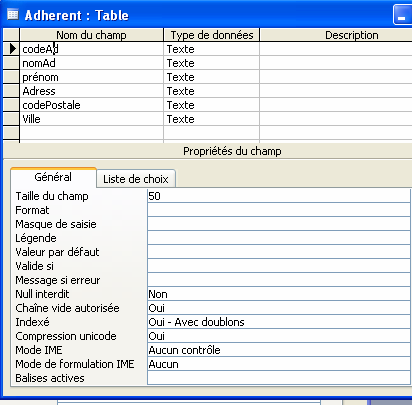 Adherent : Table
Nom du champ Type de données Description
codeAd Texte
nomAd Texte
prénom Texte
Adress Texte
codePostale Texte
Ville Texte
Propriétés du champ
Général Liste de choix
Taille du champ 50
Format
Masque de saisie
Légende
Valeur par défaut
Valide si
Message si erreur
Null interdit Non
Chaîne vide autorisée Oui
Indexé Oui - Avec doublons
Compression unicode Oui
Mode IME Aucun contrôle
Mode de formulation IME Aucun
Balises actives